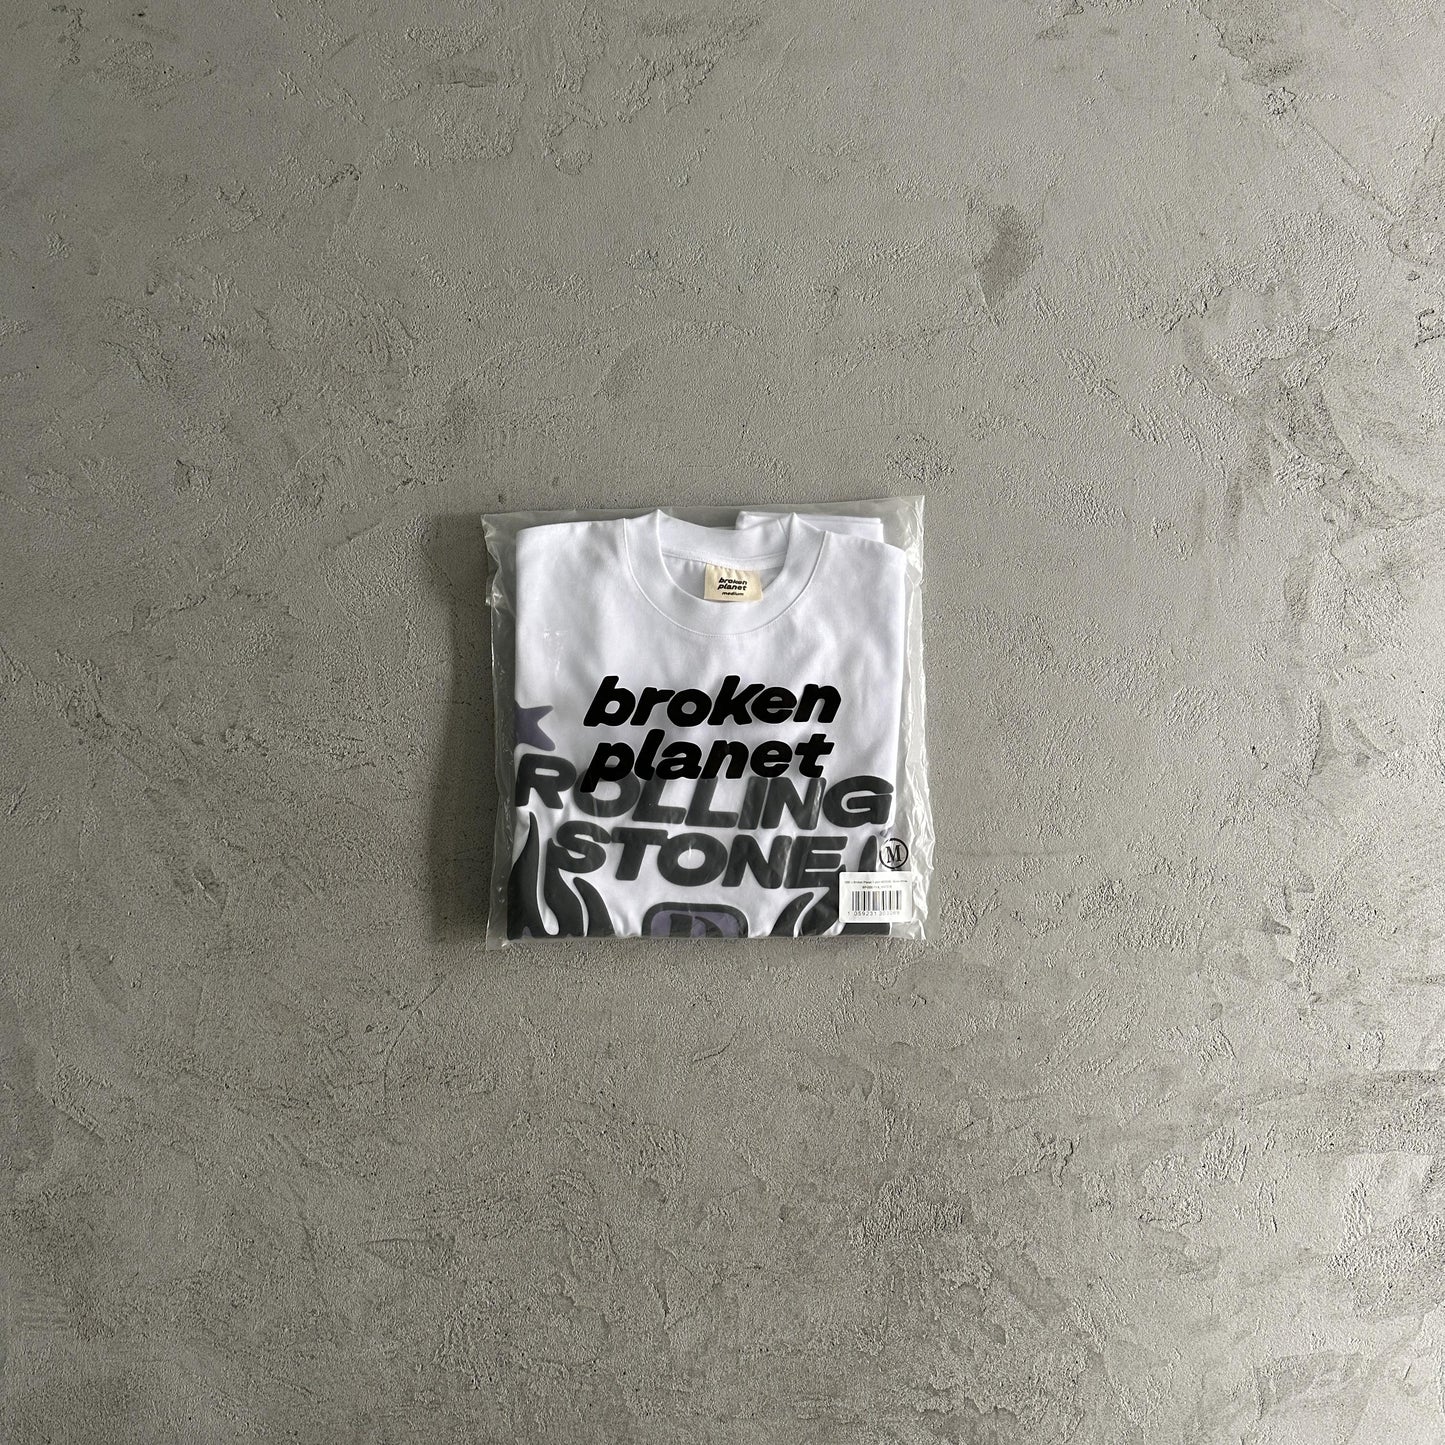 broken
planet
medium
broken
planet
ROLLING
STONE
M